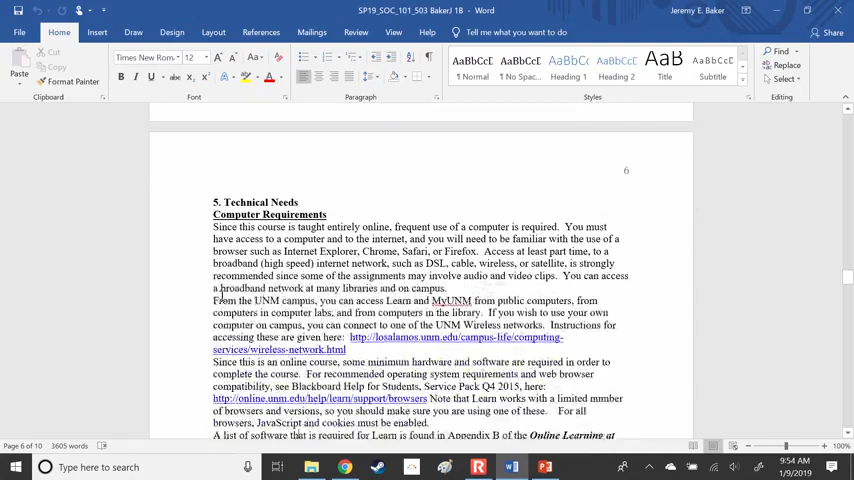 SP19_SOC_101_503 BakerJ 1B - Word
Jeremy E. Baker
File Home Insert Draw Design Layout References Mailings Review View Help Tell me what you want to do
Share
Paste
Cut
Copy
Format Painter
Clipboard
Times New Roman 12
Font
Paragraph
AaBbCcD AaBbCcD AaBbCc AaBbCcD AaB AaBbCcD
¶ Normal ¶ No Spac... Heading 1 Heading 2 Title Subtitle
Styles
Find
Replace
Select
Editing
6
5. Technical Needs
Computer Requirements
Since this course is taught entirely online, frequent use of a computer is required. You must
have access to a computer and to the internet, and you will need to be familiar with the use of a
browser such as Internet Explorer, Chrome, Safari, or Firefox. Access at least part time, to a
broadband (high speed) internet network, such as DSL, cable, wireless, or satellite, is strongly
recommended since some of the assignments may involve audio and video clips. You can access
a broadband network at many libraries and on campus.
From the UNM campus, you can access Learn and MyUNM from public computers, from
computers in computer labs, and from computers in the library. If you wish to use your own
computer on campus, you can connect to one of the UNM Wireless networks. Instructions for
accessing these are given here: http://losalamos.unm.edu/campus-life/computing-
services/wireless-network.html
Since this is an online course, some minimum hardware and software are required in order to
complete the course. For recommended operating system requirements and web browser
compatibility, see Blackboard Help for Students, Service Pack Q4 2015, here:
http://online.unm.edu/help/learn/support/browsers Note that Learn works with a limited number
of browsers and versions, so you should make sure you are using one of these. For all
browsers, JavaScript and cookies must be enabled.
A list of software that is required for Learn is found in Appendix B of the Online Learning at
Page 6 of 10 3605 words
100%
Type here to search
9:54 AM
1/9/2019